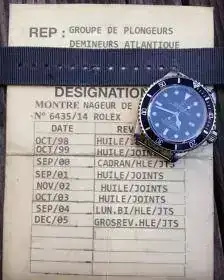 REP : GROUPE DE PLONGEURS
DEMINEURS ATLANTIQUE
DESIGNATION
MONTRE NAGEUR DE
N° 6435/14 ROLEX
DATE REV
OCT/98 HUILE/JOINTS
OCT/99 HUILE/JOINTS
SEP/00 CADRAN/HLE/JTS
SEP/01 HUILE/JOINTS
NOV/02 HUILE/JOINTS
OCT/03 HUILE/JOINTS
SEP/04 LUN.BI/HLE/JTS
DEC/05 GROSREV.HLE/JTS